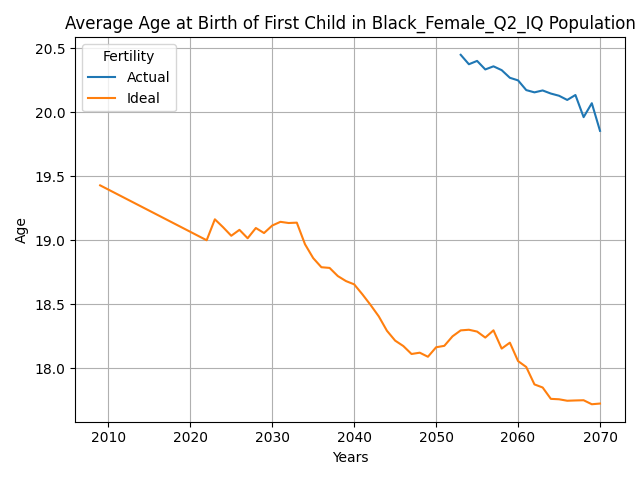 Average Age at Birth of First Child in Black_Female_Q2_IQ Population
Fertility
Actual
Ideal
Age
20.5
20.0
19.5
19.0
18.5
18.0
2010 2020 2030 2040 2050 2060 2070
Years